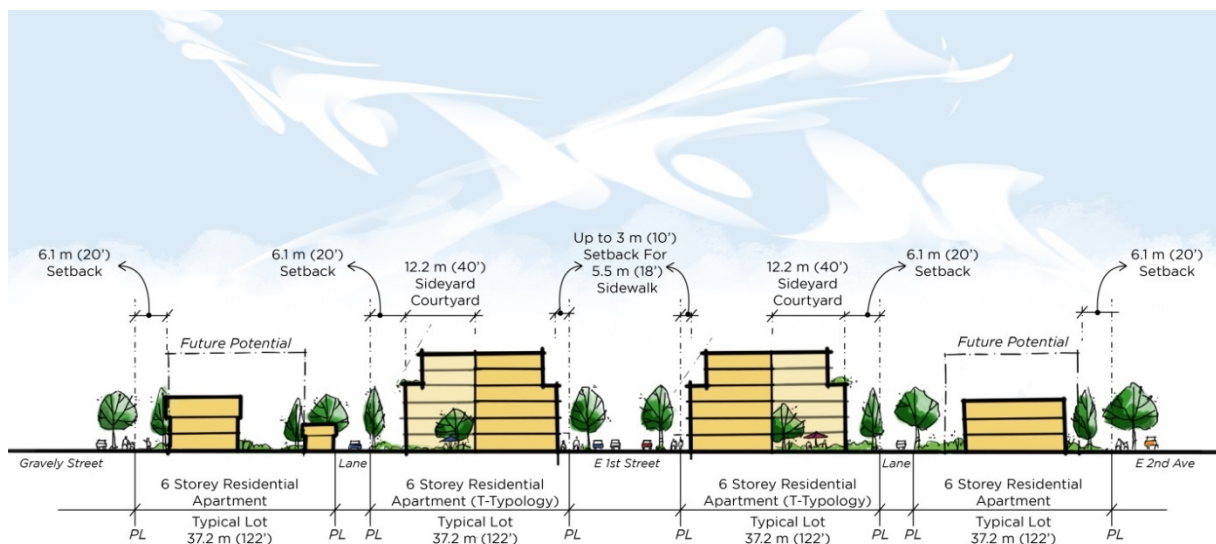 6.1 m (20')
Setback
6.1 m (20')
Setback
12.2 m (40')
Sideyard
Courtyard
Up to 3 m (10')
Setback For
5.5 m (18')
Sidewalk
12.2 m (40')
Sideyard
Courtyard
6.1 m (20')
Setback
6.1 m (20')
Setback
Future Potential
Future Potential
Gravely Street
Lane
E 1st Street
Lane
E 2nd Ave
6 Storey Residential
Apartment
6 Storey Residential
Apartment (T-Typology)
6 Storey Residential
Apartment (T-Typology)
6 Storey Residential
Apartment
PL
Typical Lot
37.2 m (122')
PL
PL
Typical Lot
37.2 m (122')
PL
PL
Typical Lot
37.2 m (122')
PL
PL
Typical Lot
37.2 m (122')
PL